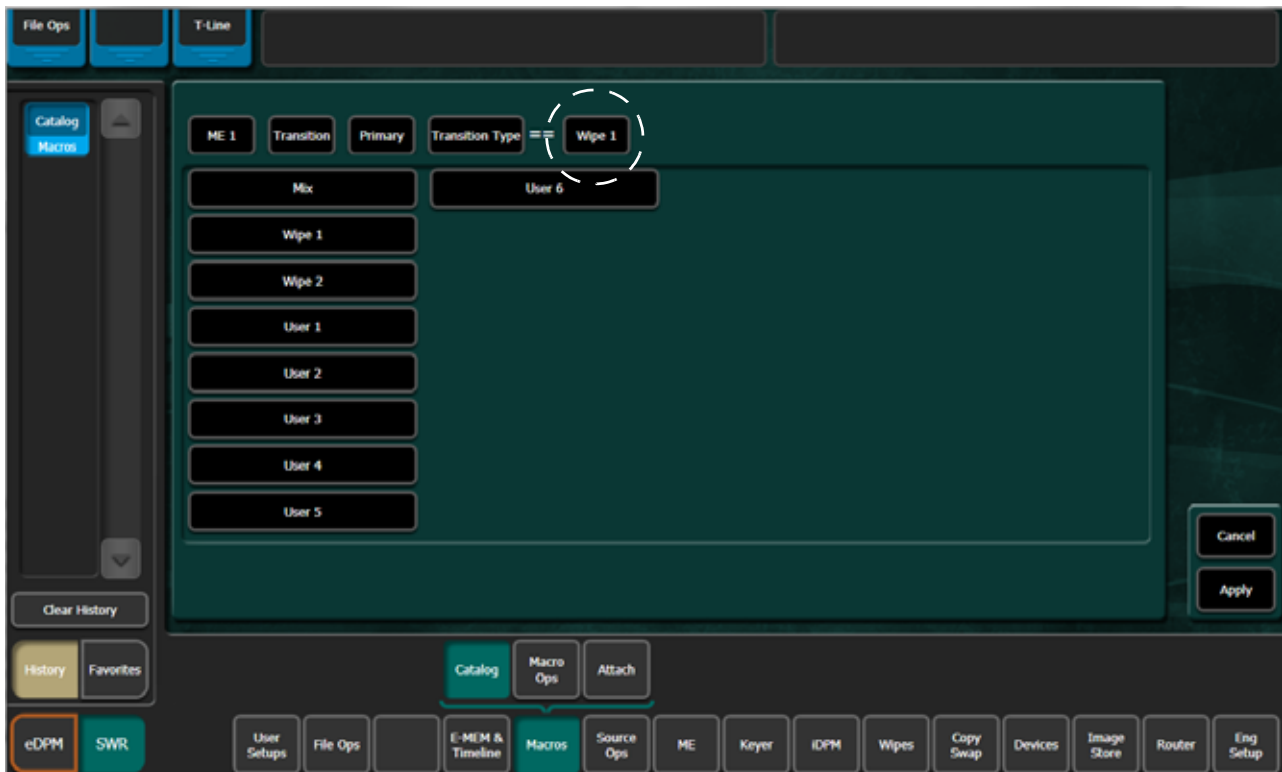 File Ops
T-Line
Catalog
Macros
ME 1
Transition
Primary
Transition Type
==
Wipe 1
Mix
User 6
Wipe 1
Wipe 2
User 1
User 2
User 3
User 4
User 5
Cancel
Apply
Clear History
History
Favorites
Catalog
Macro
Ops
Attach
eDPM
SWR
User
Setups
File Ops
E-MEM &
Timeline
Macros
Source
Ops
ME
Keyer
iDPM
Wipes
Copy
Swap
Devices
Image
Store
Router
Eng
Setup